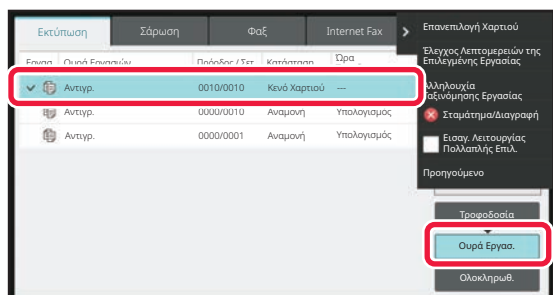 Εκτύπωση
Σάρωση
Φαξ
Internet Fax
Ουρά Εργασιών
Πρόοδος / Σετ
Κατάσταση
Ώρα
Αντιγρ.
0010/0010
Κενό Χαρτιού
---
Αντιγρ.
0000/0010
Αναμονή
Υπολογισμός
Αντιγρ.
0000/0001
Αναμονή
Υπολογισμός
Επανεπιλογή Χαρτιού
Έλεγχος Λεπτομερειών της
Επιλεγμένης Εργασίας
Αλληλουχία
Ταξινόμησης Εργασίας
Σταμάτημα/Διαγραφή
Εισαγ. Λειτουργίας
Πολλαπλής Επιλ.
Προηγούμενο
Τροφοδοσία
Ουρά Εργασ.
Ολοκληρωθ.